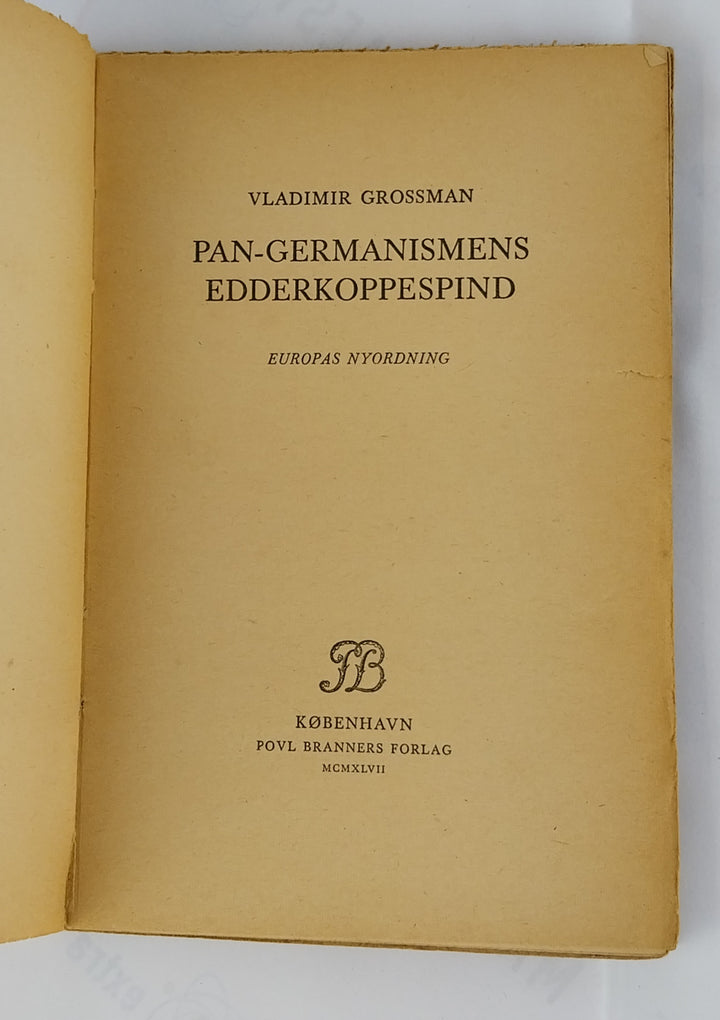 VLADIMIR GROSSMAN
PAN-GERMANISMENS
EDDERKOPPESPIND
EUROPAS NYORDNING
PB
KØBENHAVN
POVL BRANNERS FORLAG
MCMXLVII